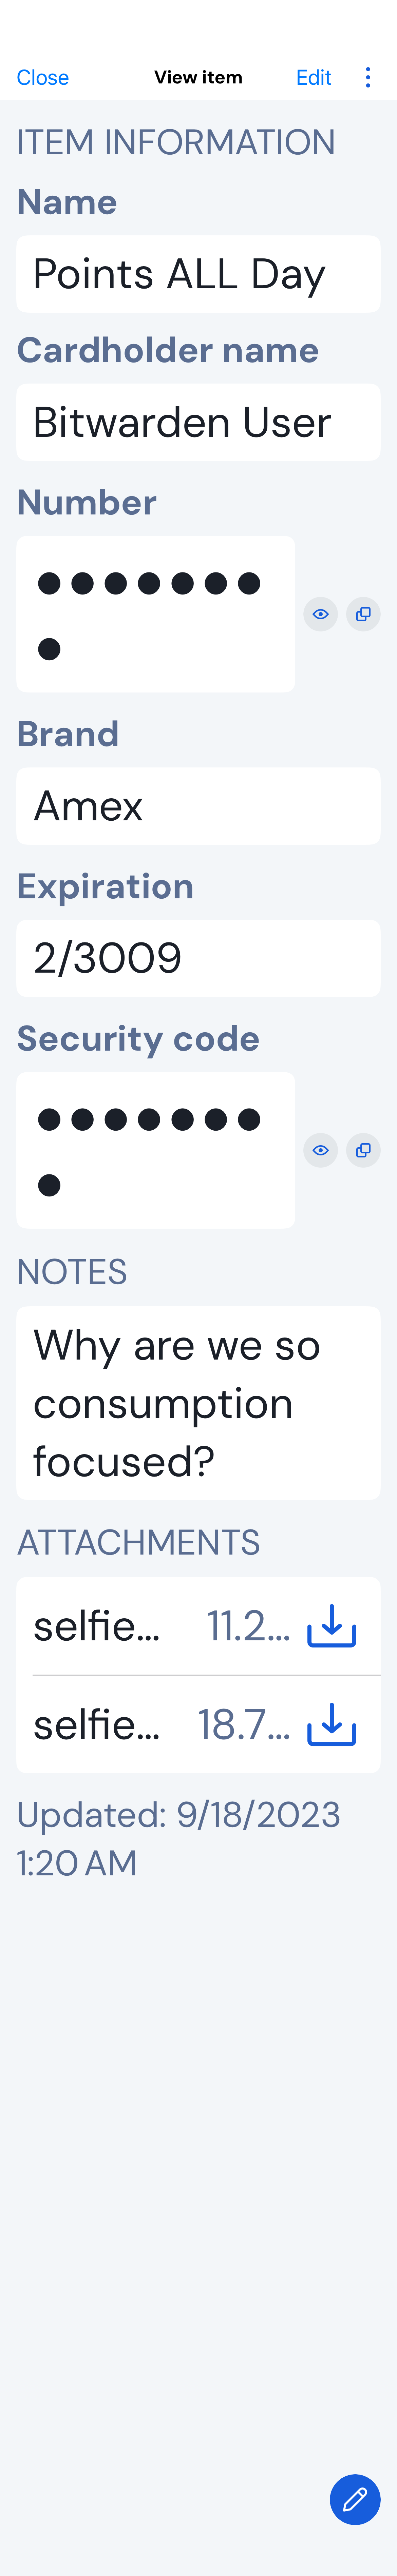 Close View item Edit
ITEM INFORMATION
Name
Points ALL Day
Cardholder name
Bitwarden User
Number
●●●●●●●
●
Brand
Amex
Expiration
2/3009
Security code
●●●●●●●
●
NOTES
Why are we so
consumption
focused?
ATTACHMENTS
selfie... 11.2...
selfie... 18.7...
Updated: 9/18/2023
1:20 AM